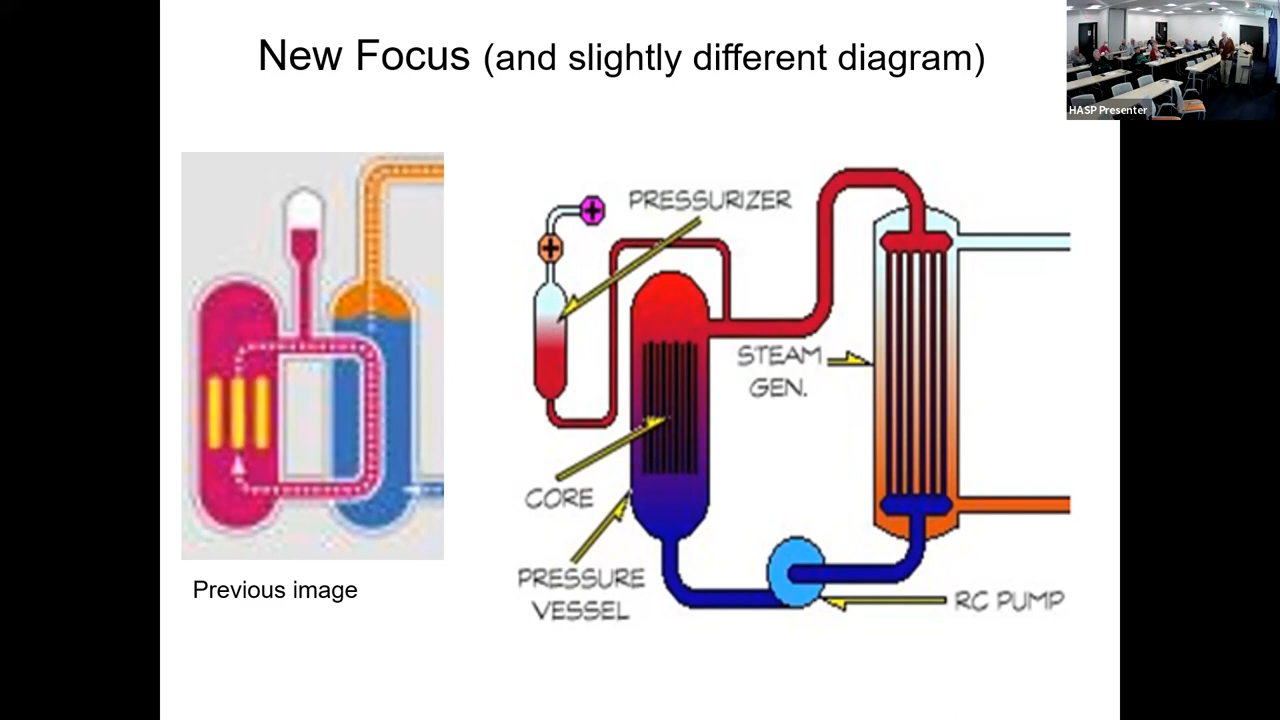 New Focus (and slightly different diagram)
HASP Presenter
PRESSURIZER
STEAM
GEN.
CORE
PRESSURE
VESSEL
RC PUMP
Previous image